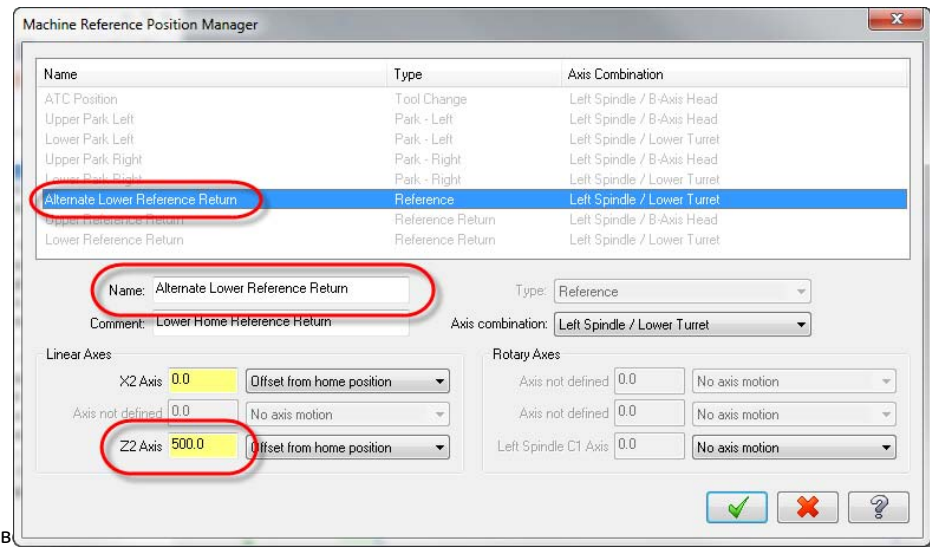 Machine Reference Position Manager
Name Type Axis Combination
ATC Position Tool Change Left Spindle / B-Axis Head
Upper Park Left Park - Left Left Spindle / B-Axis Head
Lower Park Left Park - Left Left Spindle / Lower Turret
Upper Park Right Park - Right Left Spindle / B-Axis Head
Lower Park Right Park - Right Left Spindle / Lower Turret
Alternate Lower Reference Return Reference Left Spindle / Lower Turret
Upper Reference Return Reference Return Left Spindle / B-Axis Head
Lower Reference Return Reference Return Left Spindle / Lower Turret
Name: Alternate Lower Reference Return Type: Reference
Comment: Lower Home Reference Return Axis combination: Left Spindle / Lower Turret
Linear Axes Rotary Axes
X2 Axis 0.0 Offset from home position Axis not defined 0.0 No axis motion
Axis not defined 0.0 No axis motion Axis not defined 0.0 No axis motion
Z2 Axis 500.0 Offset from home position Left Spindle C1 Axis 0.0 No axis motion